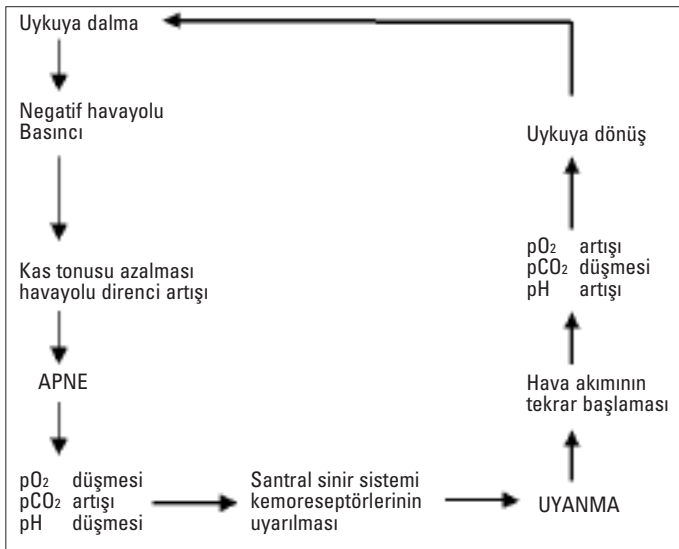 Uykuya dalma
Negatif havayolu
Basıncı
Kas tonusu azalması
havayolu direnci artışı
APNE
pO2 düşmesi
pCO2 artışı
pH düşmesi
Santral sinir sistemi
kemoreseptörlerinin
uyarılması
UYANMA
Hava akımının
tekrar başlaması
pO2 artışı
pCO2 düşmesi
pH artışı
Uykuya dönüş